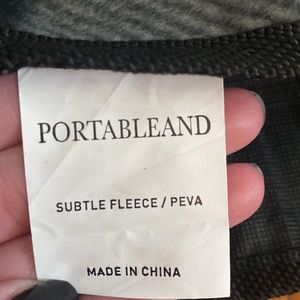 PORTABLEAND
SUBTLE FLEECE / PEVA
MADE IN CHINA